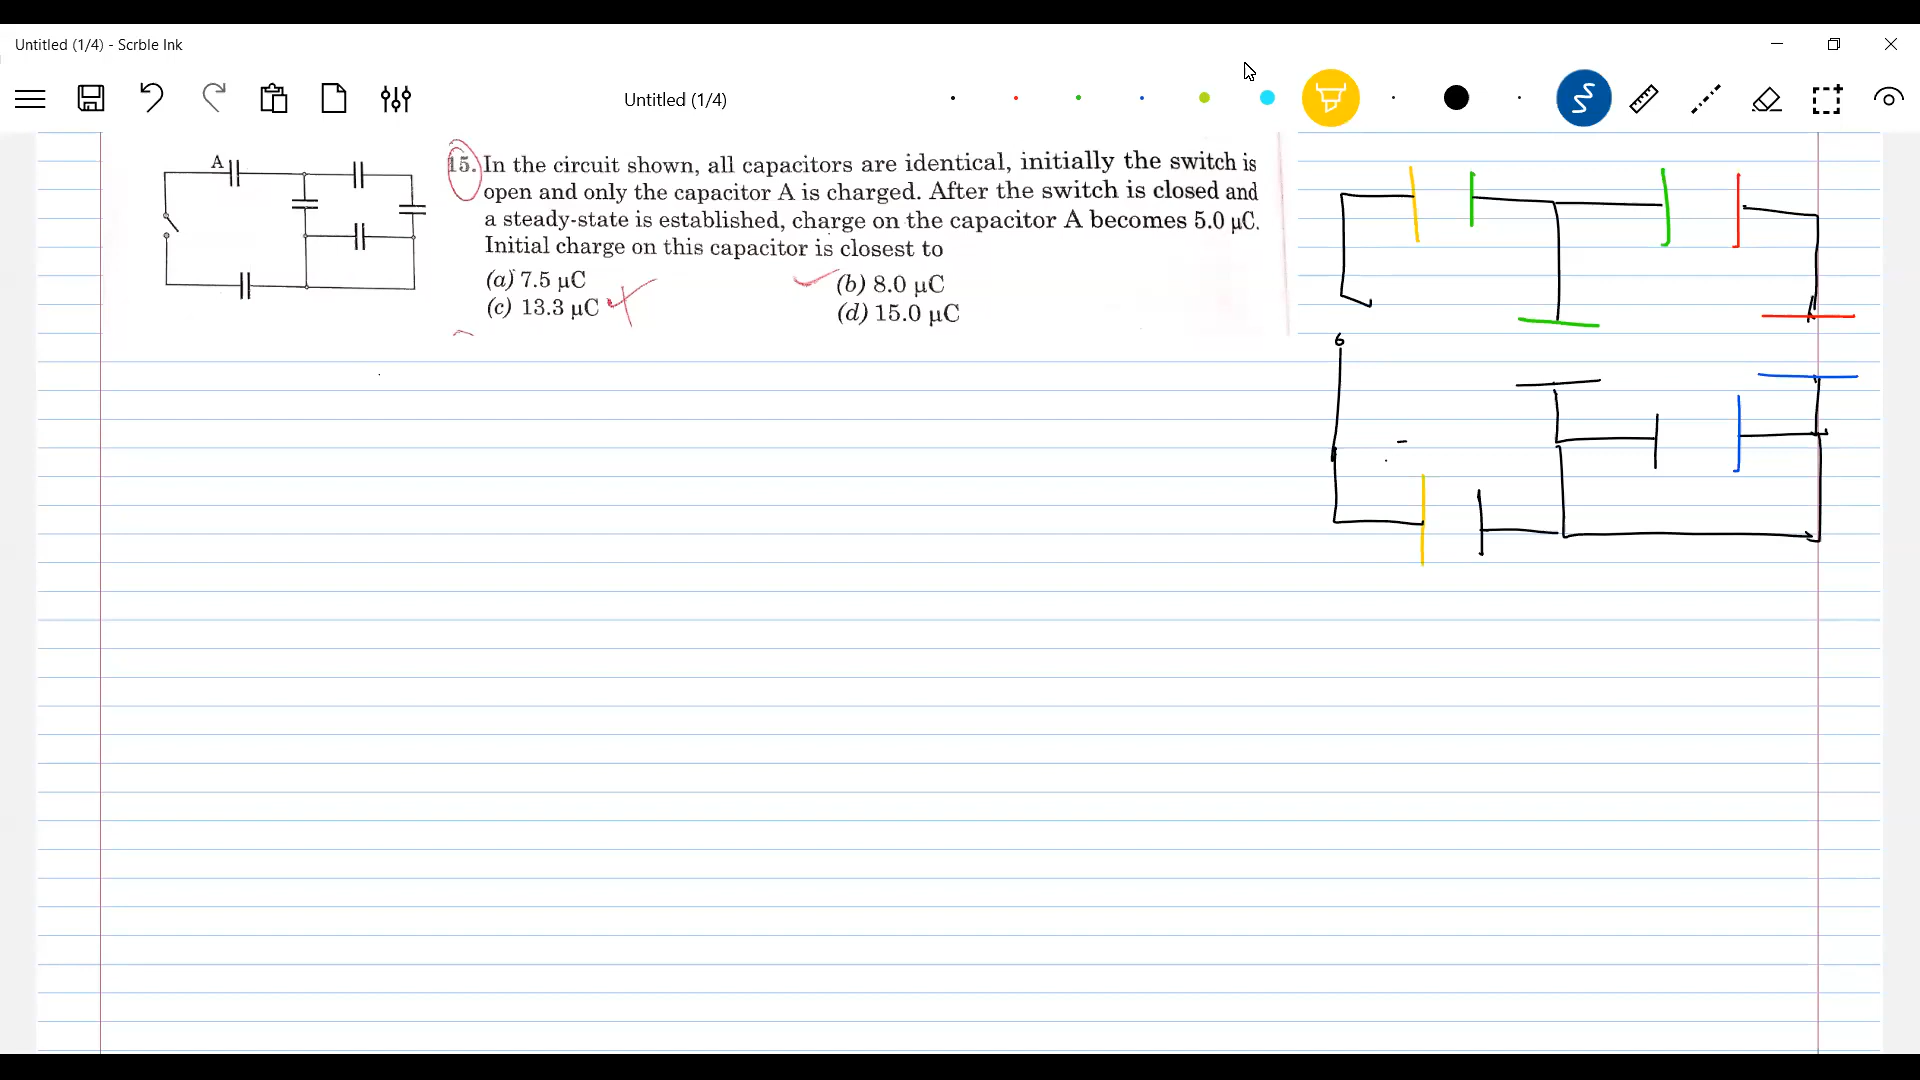 Untitled (1/4) - Scrble Ink
Untitled (1/4)
A
15. In the circuit shown, all capacitors are identical, initially the switch is
open and only the capacitor A is charged. After the switch is closed and
a steady-state is established, charge on the capacitor A becomes 5.0 µC.
Initial charge on this capacitor is closest to
(a) 7.5 µC
(b) 8.0 µC
(c) 13.3 µC
(d) 15.0 µC